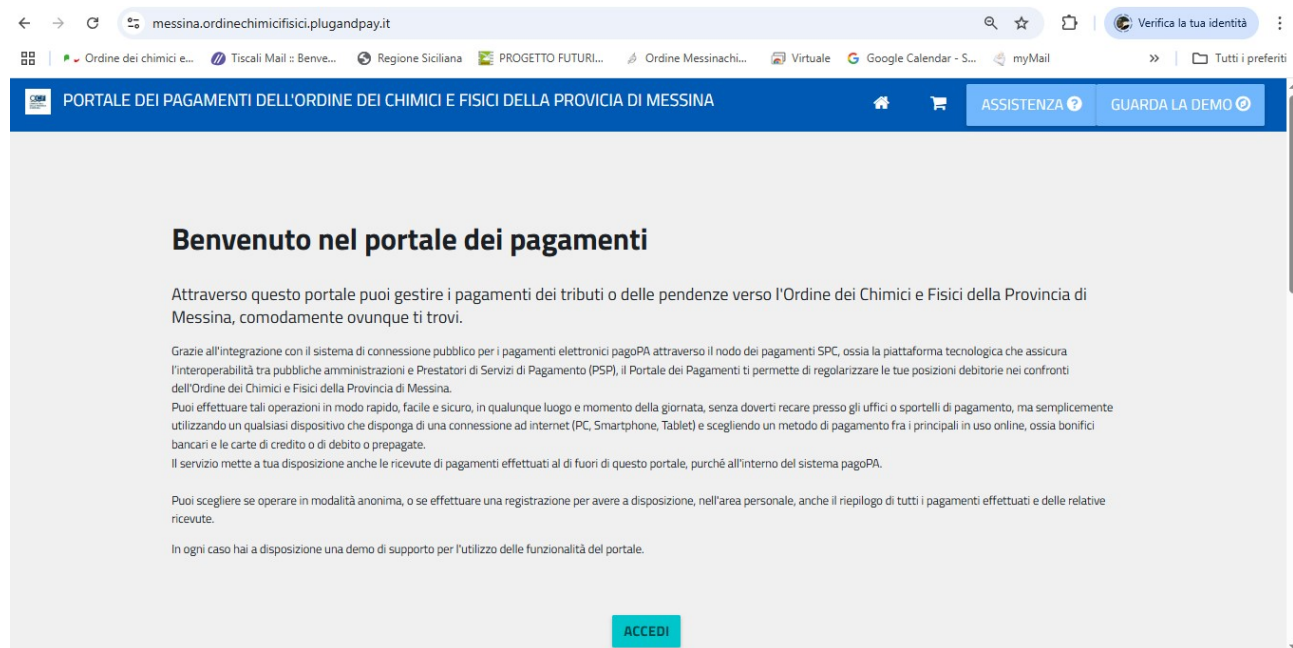 messina.ordinechimicifisici.plugandpay.it
Verifica la tua identità
Ordine dei chimici e...
Tiscali Mail :: Benve...
Regione Siciliana
PROGETTO FUTURI...
Ordine Messinachi...
Virtuale
Google Calendar - S...
myMail
»
Tutti i preferiti
PORTALE DEI PAGAMENTI DELL'ORDINE DEI CHIMICI E FISICI DELLA PROVICIA DI MESSINA
ASSISTENZA
GUARDA LA DEMO
Benvenuto nel portale dei pagamenti
Attraverso questo portale puoi gestire i pagamenti dei tributi o delle pendenze verso l'Ordine dei Chimici e Fisici della Provincia di
Messina, comodamente ovunque ti trovi.
Grazie all'integrazione con il sistema di connessione pubblico per i pagamenti elettronici pagoPA attraverso il nodo dei pagamenti SPC, ossia la piattaforma tecnologica che assicura
l'interoperabilità tra pubbliche amministrazioni e Prestatori di Servizi di Pagamento (PSP), il Portale dei Pagamenti ti permette di regolarizzare le tue posizioni debitorie nei confronti
dell'Ordine dei Chimici e Fisici della Provincia di Messina.
Puoi effettuare tali operazioni in modo rapido, facile e sicuro, in qualunque luogo e momento della giornata, senza doverti recare presso gli uffici o sportelli di pagamento, ma semplicemente
utilizzando un qualsiasi dispositivo che disponga di una connessione ad internet (PC, Smartphone, Tablet) e scegliendo un metodo di pagamento fra i principali in uso online, ossia bonifici
bancari e le carte di credito o di debito o prepagate.
Il servizio mette a tua disposizione anche le ricevute di pagamenti effettuati al di fuori di questo portale, purché all'interno del sistema pagoPA.
Puoi scegliere se operare in modalità anonima, o se effettuare una registrazione per avere a disposizione, nell'area personale, anche il riepilogo di tutti i pagamenti effettuati e delle relative
ricevute.
In ogni caso hai a disposizione una demo di supporto per l'utilizzo delle funzionalità del portale.
ACCEDI